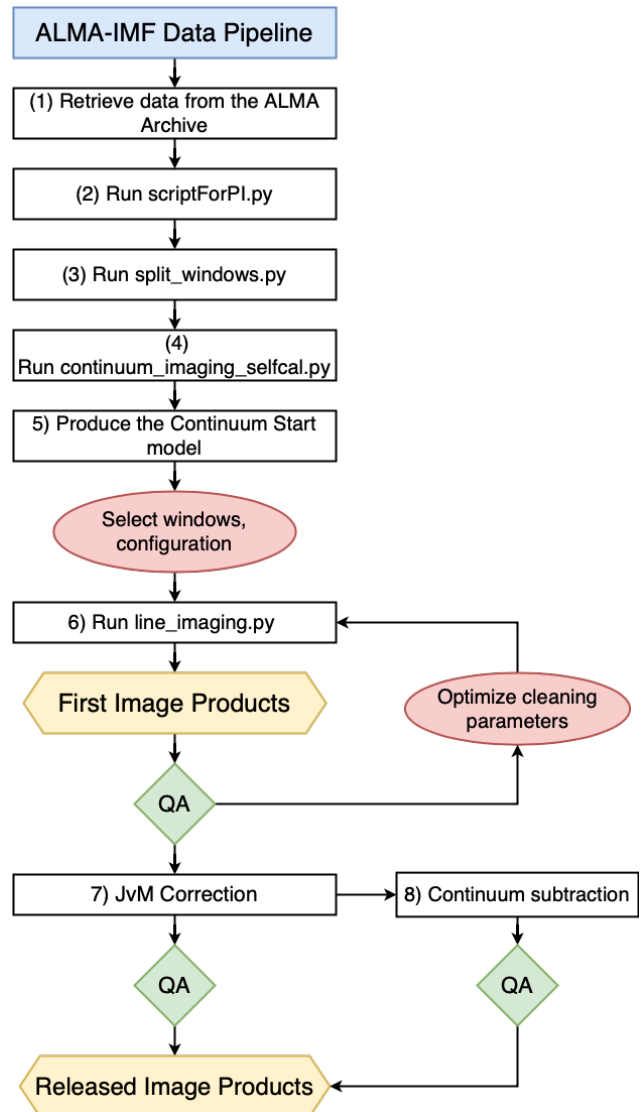 ALMA-IMF Data Pipeline
(1) Retrieve data from the ALMA
Archive
(2) Run scriptForPI.py
(3) Run split_windows.py
(4)
Run continuum_imaging_selfcal.py
5) Produce the Continuum Start
model
Select windows,
configuration
6) Run line_imaging.py
First Image Products
Optimize cleaning
parameters
QA
7) JvM Correction
8) Continuum subtraction
QA
QA
Released Image Products